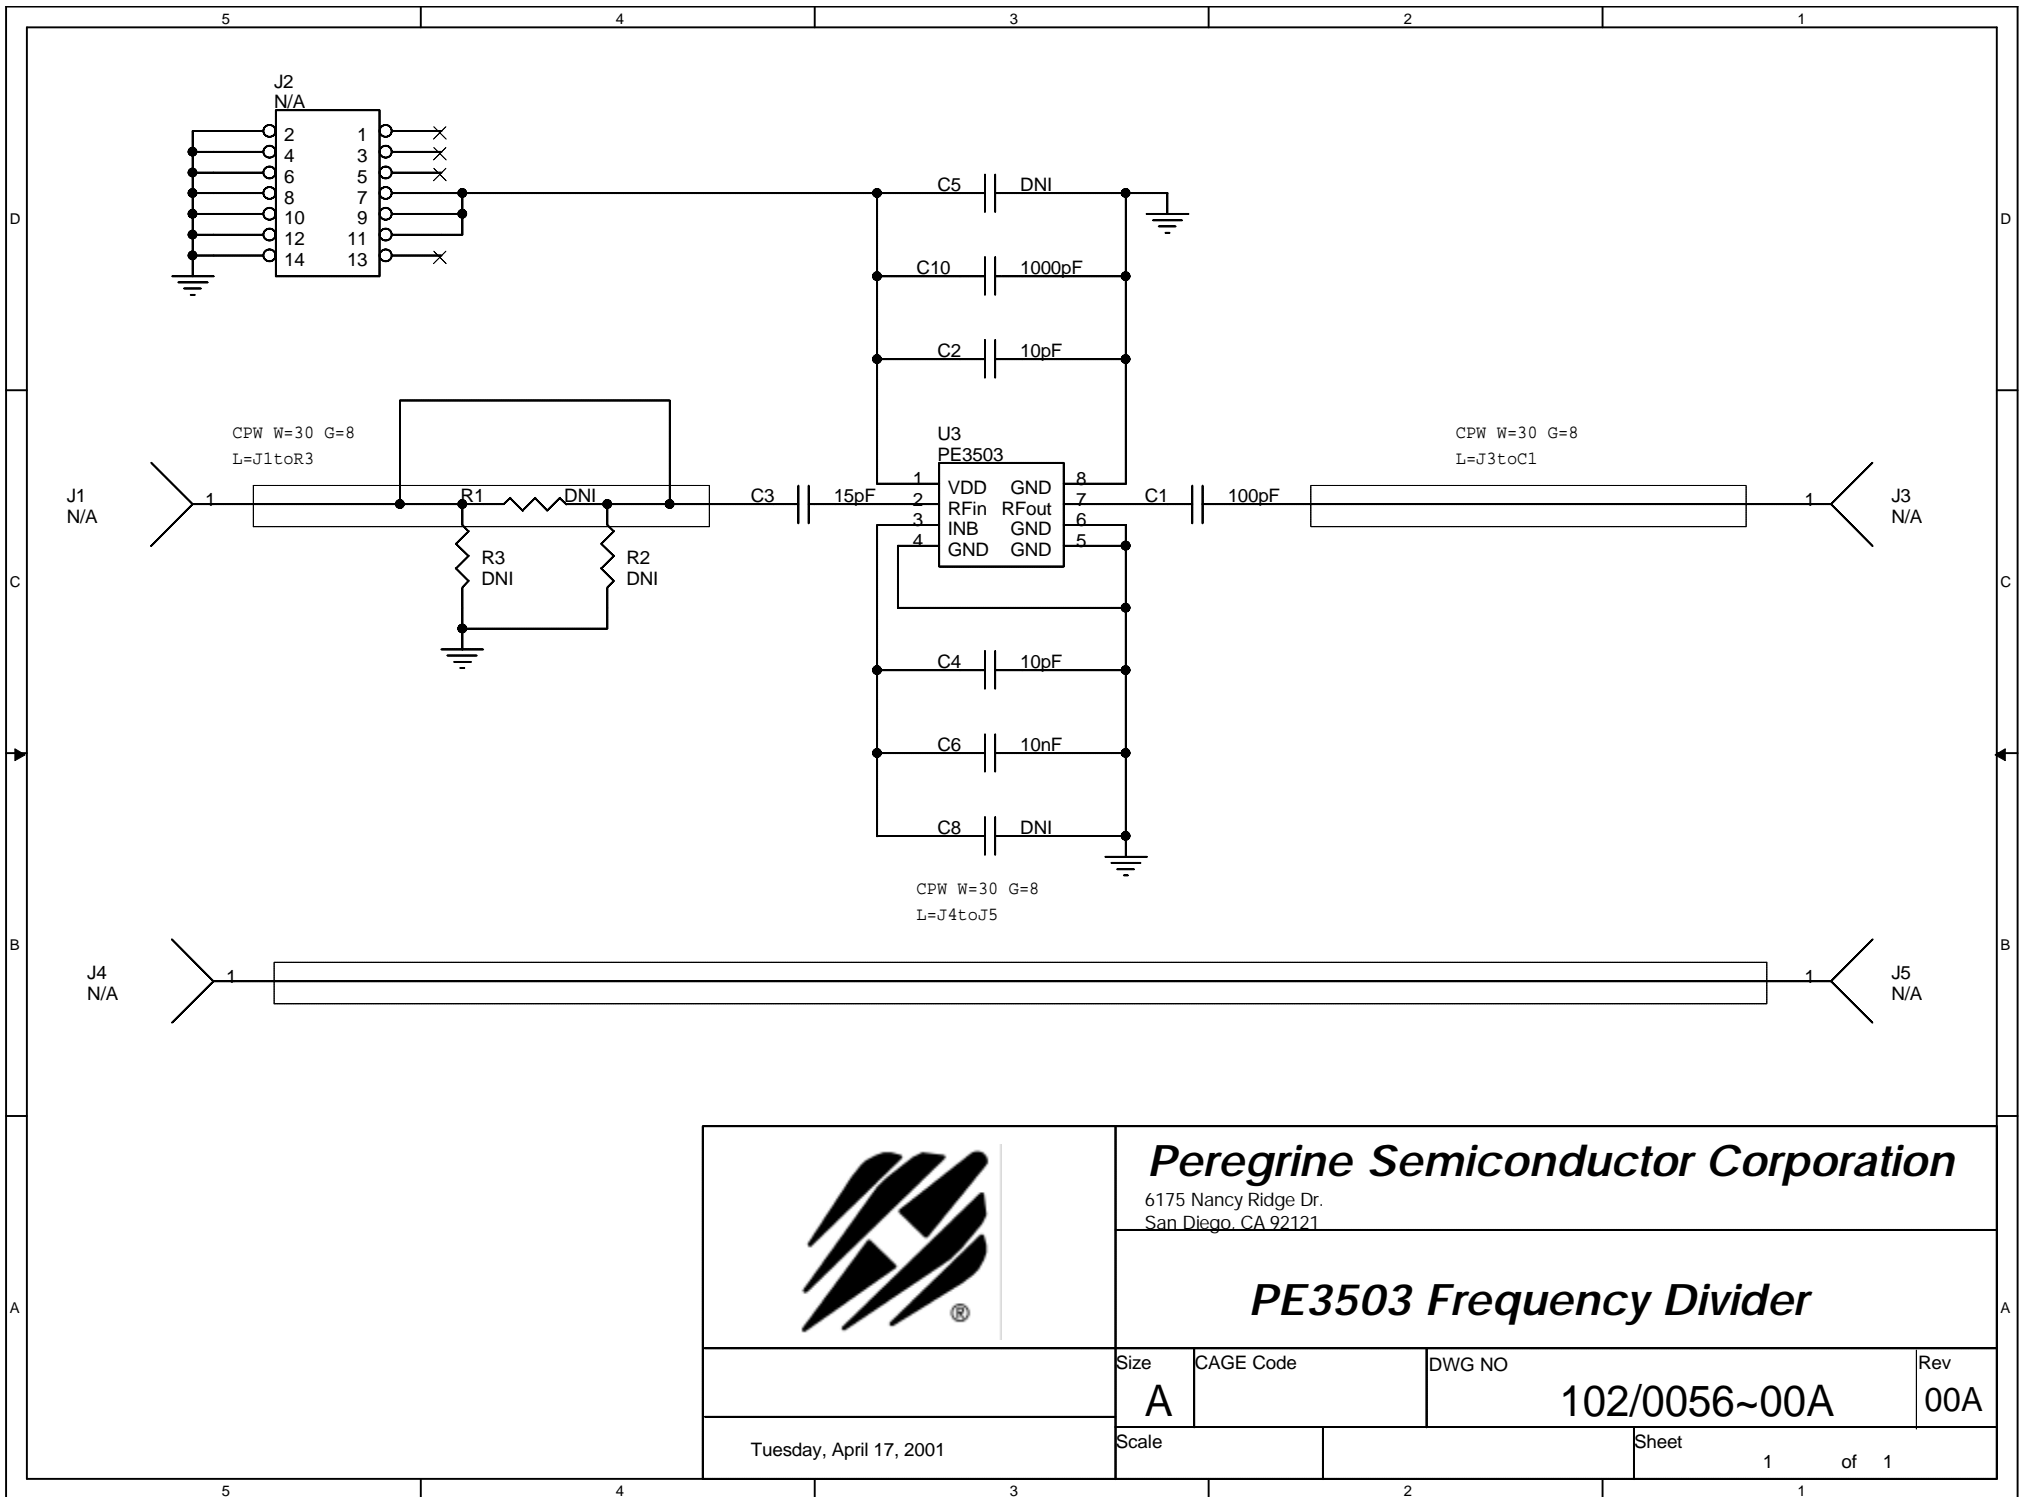 5 4 3 2 1
J2
N/A
2 1
4 3
6 5
8 7
10 9
12 11
14 13
C5 DNI
D D
C10 1000pF
C2 10pF
CPW W=30 G=8
L=J1toR3
U3
PE3503
CPW W=30 G=8
L=J3toC1
J1
N/A
1
R1 DNI
C3 15pF
1 VDD GND 8
2 RFin RFout 7
3 INB GND 6
4 GND GND 5
C1 100pF
1
J3
N/A
R3
DNI
R2
DNI
C C
C4 10pF
C6 10nF
C8 DNI
CPW W=30 G=8
L=J4toJ5
B B
J4
N/A
1
1
J5
N/A
Peregrine Semiconductor Corporation
6175 Nancy Ridge Dr.
San Diego, CA 92121
®
PE3503 Frequency Divider
A A
Size CAGE Code DWG NO Rev
A 102/0056~00A 00A
Tuesday, April 17, 2001
Scale Sheet
1 of 1
5 4 3 2 1